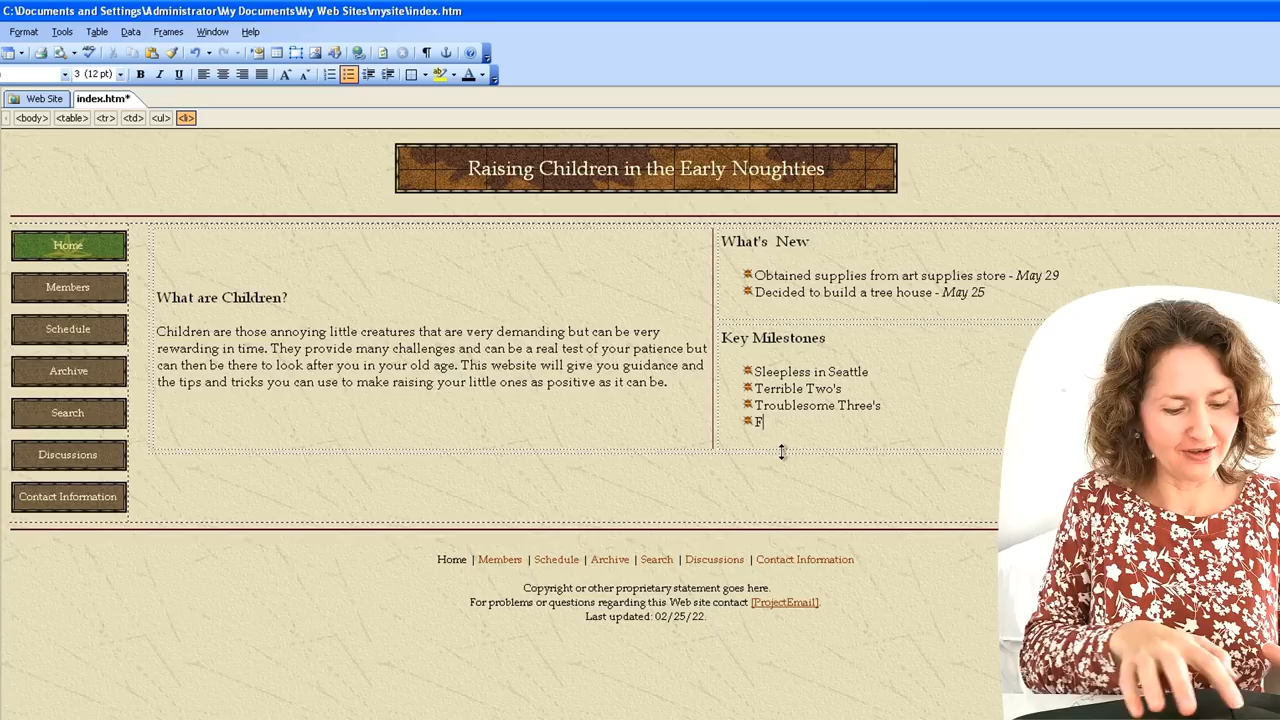 C:\Documents and Settings\Administrator\My Documents\My Web Sites\mysite\index.htm
Format Tools Table Data Frames Window Help
3 (12 pt) B I U A A A
Web Site index.htm*
<body> <table> <tr> <td> <ul> <li>
Raising Children in the Early Noughties
Home
Members
Schedule
Archive
Search
Discussions
Contact Information
What are Children?
Children are those annoying little creatures that are very demanding but can be very
rewarding in time. They provide many challenges and can be a real test of your patience but
can then be there to look after you in your old age. This website will give you guidance and
the tips and tricks you can use to make raising your little ones as positive as it can be.
What's New
Obtained supplies from art supplies store - May 29
Decided to build a tree house - May 25
Key Milestones
Sleepless in Seattle
Terrible Two's
Troublesome Three's
F
Home | Members | Schedule | Archive | Search | Discussions | Contact Information
Copyright or other proprietary statement goes here.
For problems or questions regarding this Web site contact [ProjectEmail].
Last updated: 02/25/22.